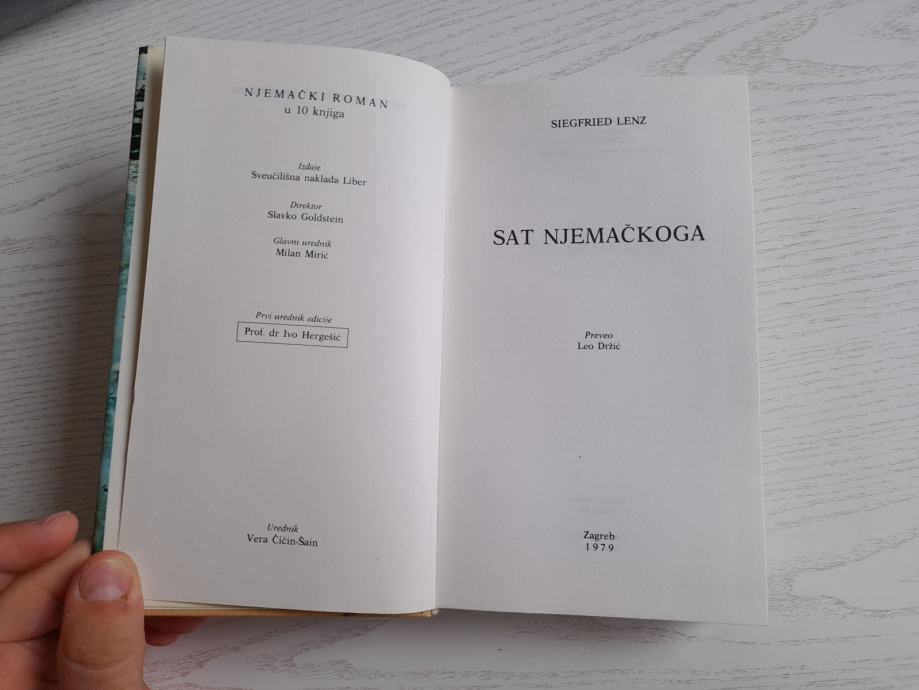 NJEMAČKI ROMAN
u 10 knjiga
Izdaje
Sveučilišna naklada Liber
Direktor
Slavko Goldstein
Glavni urednik
Milan Mirić
Prvi urednik edicije
Prof. dr Ivo Hergešić
Urednik
Vera Čičin-Šain
SIEGFRIED LENZ
SAT NJEMAČKOGA
Preveo
Leo Držić
Zagreb
1979